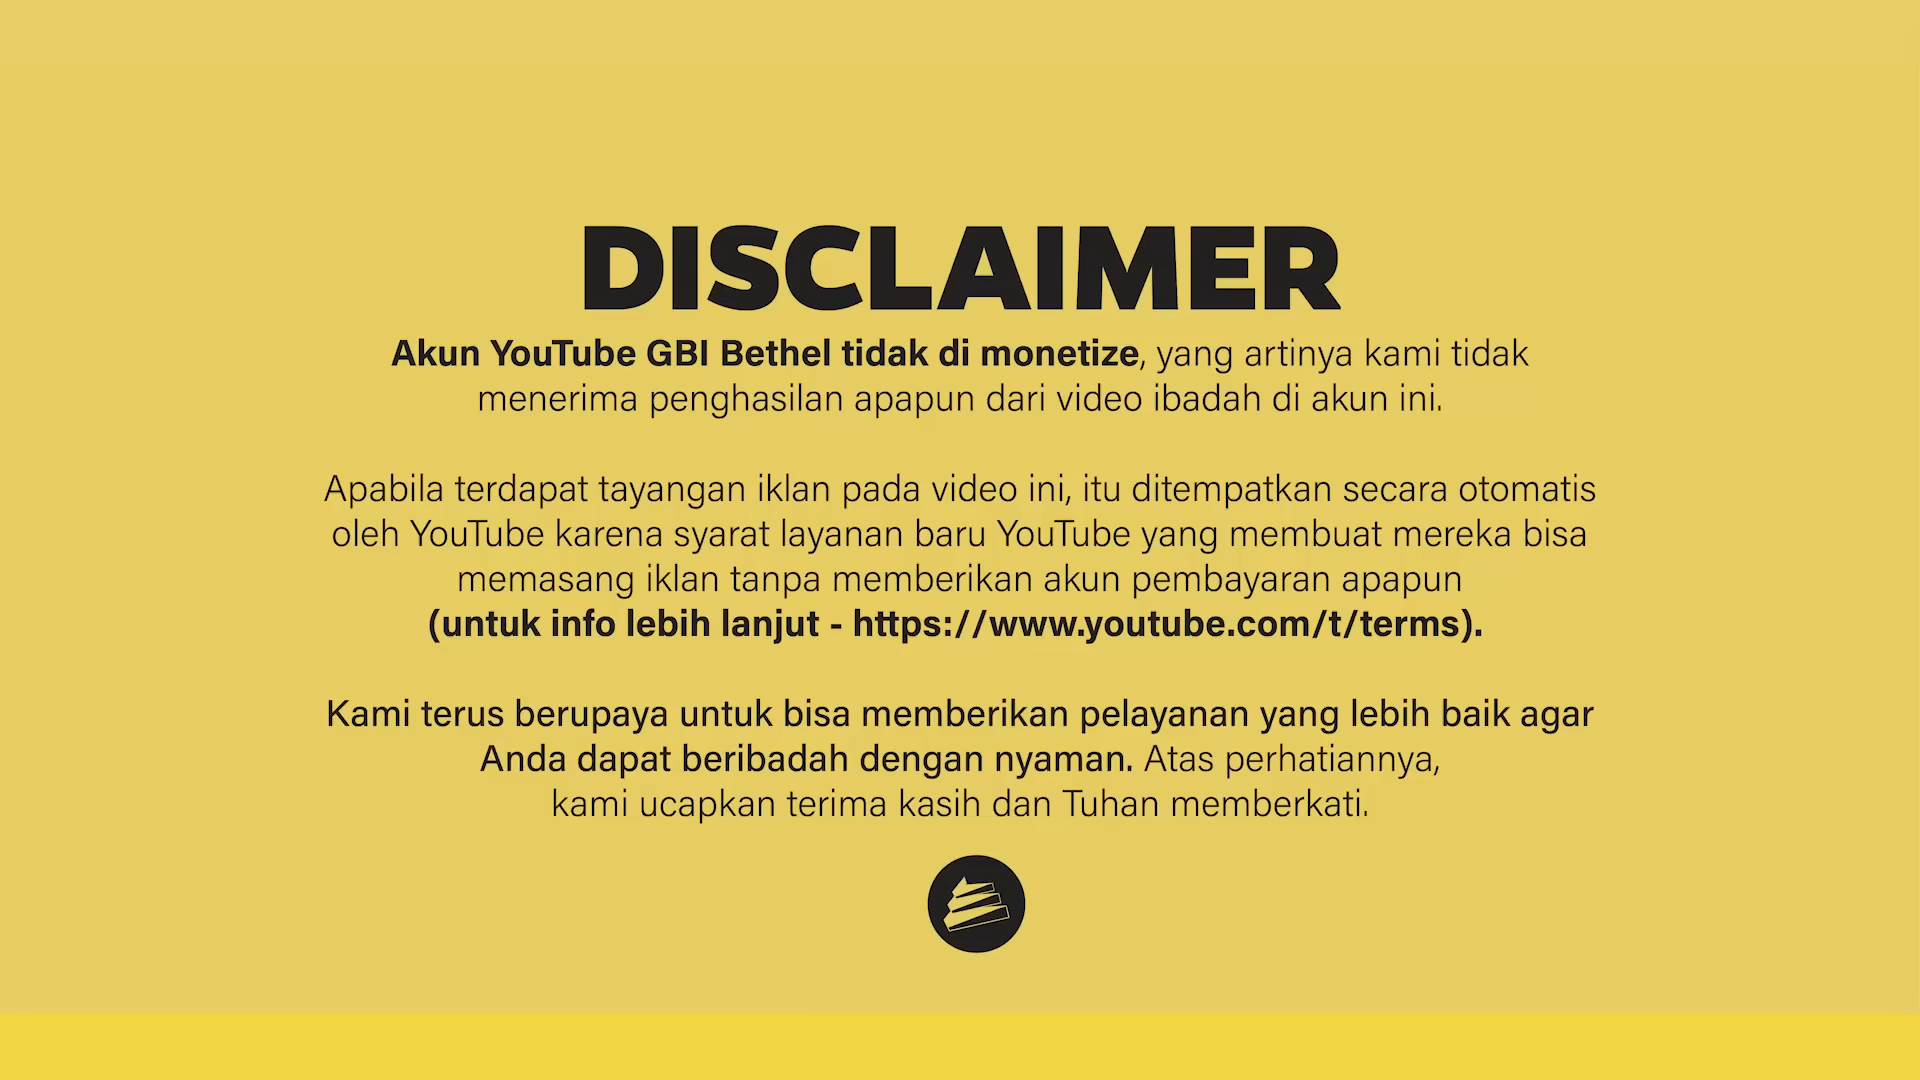 DISCLAIMER
Akun YouTube GBI Bethel tidak di monetize, yang artinya kami tidak
menerima penghasilan apapun dari video ibadah di akun ini.
Apabila terdapat tayangan iklan pada video ini, itu ditempatkan secara otomatis
oleh YouTube karena syarat layanan baru YouTube yang membuat mereka bisa
memasang iklan tanpa memberikan akun pembayaran apapun
(untuk info lebih lanjut - https://www.youtube.com/t/terms).
Kami terus berupaya untuk bisa memberikan pelayanan yang lebih baik agar
Anda dapat beribadah dengan nyaman. Atas perhatiannya,
kami ucapkan terima kasih dan Tuhan memberkati.